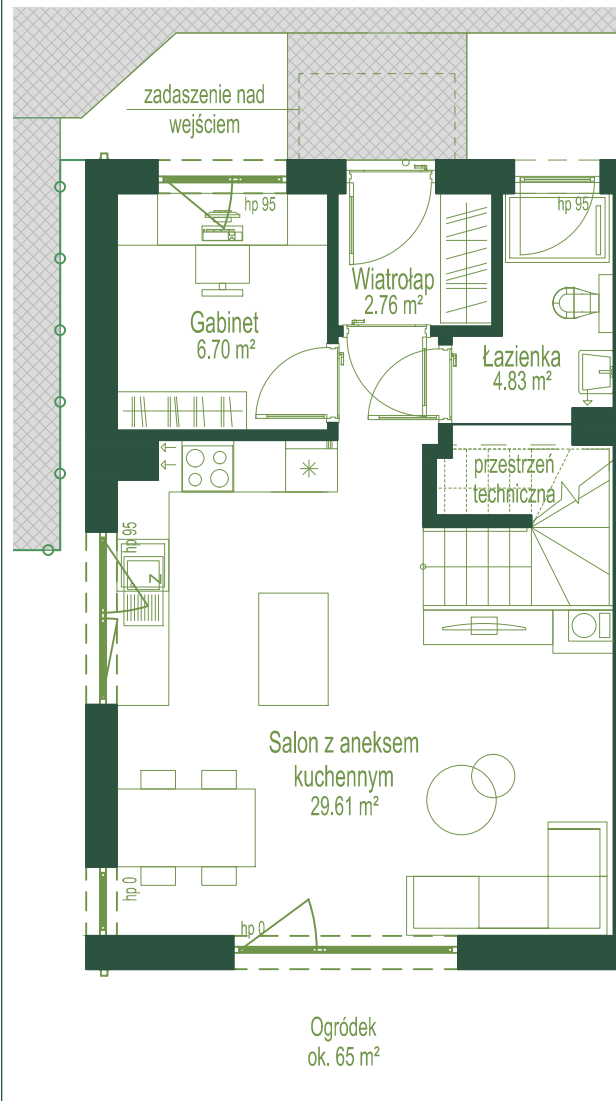 zadaszenie nad
wejściem
hp 95
hp 95
Wiatrołap
2.76 m²
Gabinet
6.70 m²
Łazienka
4.83 m²
przestrzeń
techniczna
hp 95
Z
Salon z aneksem
kuchennym
29.61 m²
hp 0
hp 0
Ogródek
ok. 65 m²